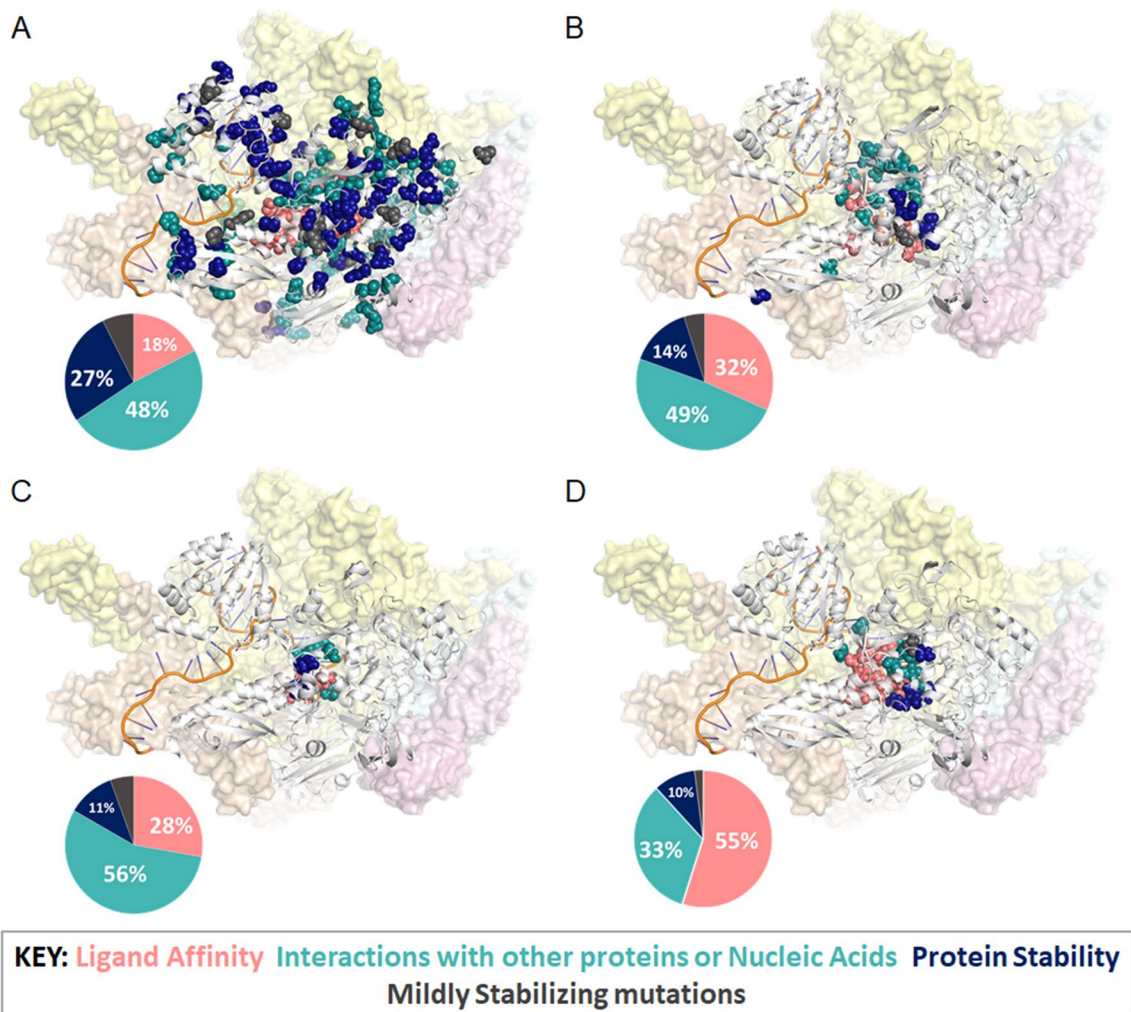 A
B
18%
27%
48%
14%
32%
49%
C
D
11%
28%
56%
10%
33%
55%
KEY: Ligand Affinity Interactions with other proteins or Nucleic Acids Protein Stability
Mildly Stabilizing mutations